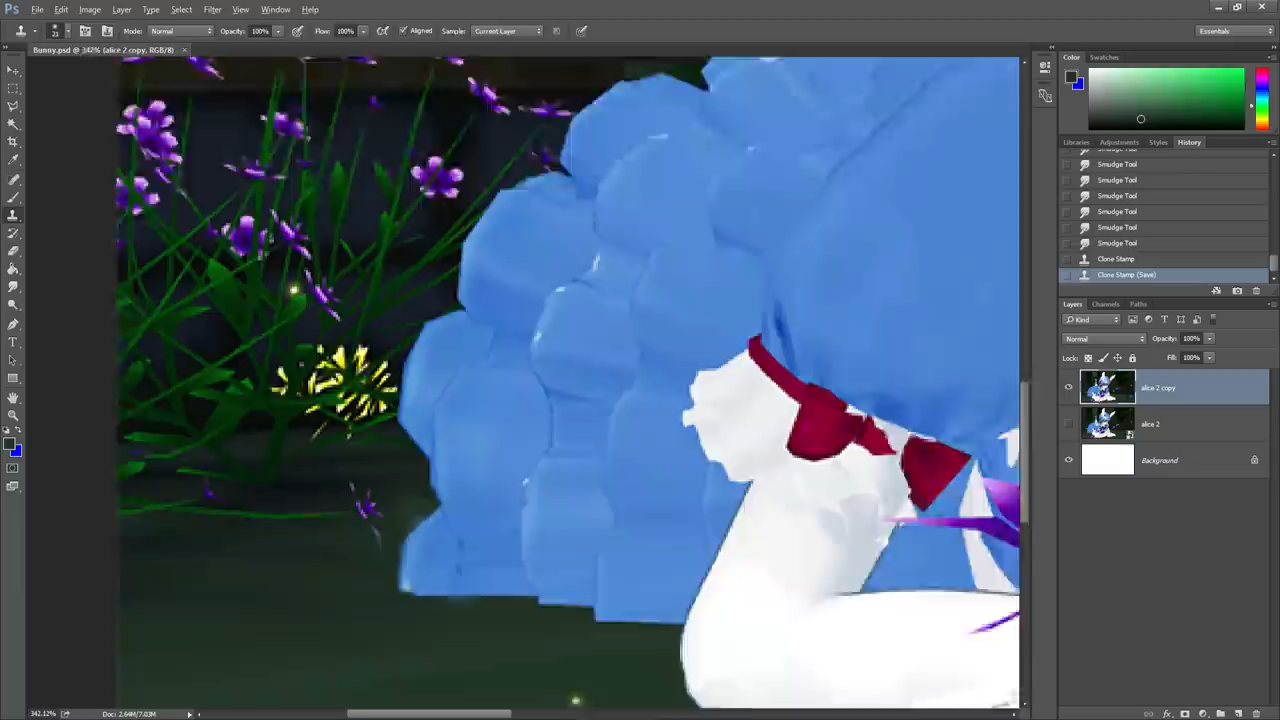 Ps File Edit Image Layer Type Select Filter 3D View Window Help
21 Mode: Normal Opacity: 100% Flow: 100% Aligned Sample: Current Layer Essentials
Bunny.psd @ 342% (alice 2 copy, RGB/8) ×
Color Swatches
Libraries Adjustments Styles History
Smudge Tool
Smudge Tool
Smudge Tool
Smudge Tool
Smudge Tool
Smudge Tool
Smudge Tool
Clone Stamp
Clone Stamp (Save)
Layers Channels Paths
Kind
Normal Opacity: 100%
Lock: Fill: 100%
alice 2 copy
alice 2
Background
342.12% Doc: 2.64M/7.03M